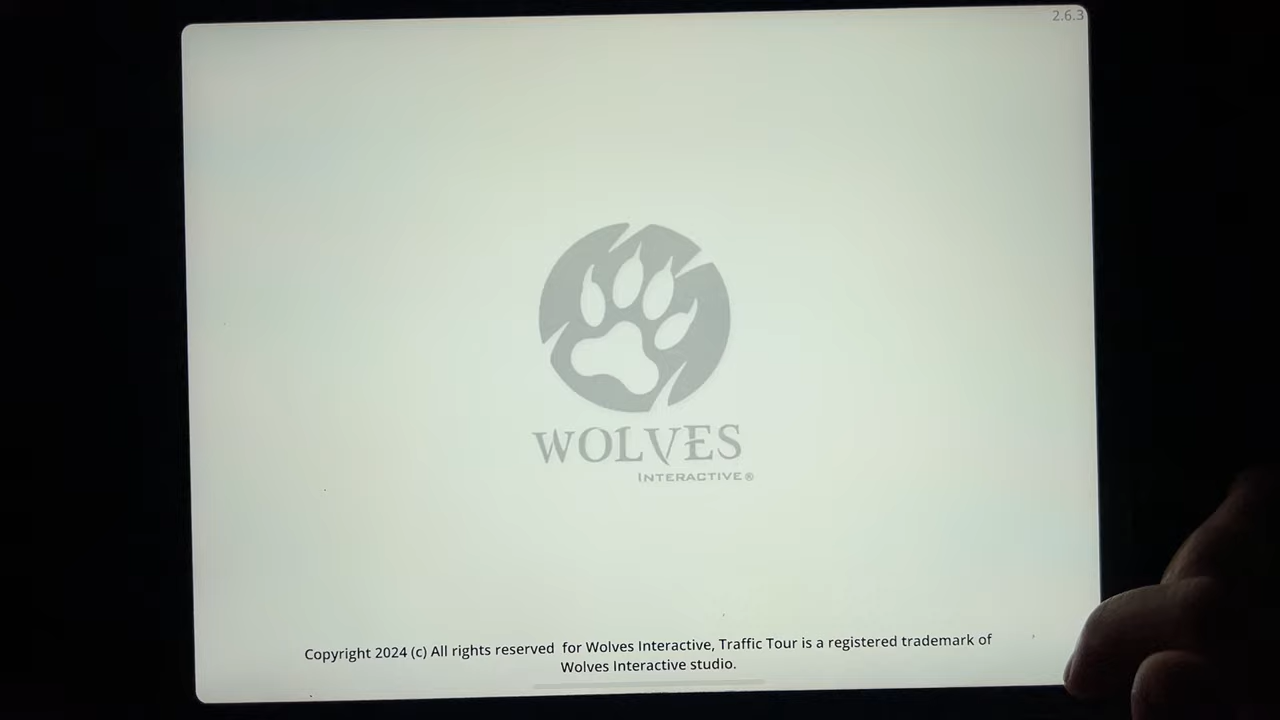 2.6.3
WOLVES
INTERACTIVE®
Copyright 2024 (c) All rights reserved  for Wolves Interactive, Traffic Tour is a registered trademark of
Wolves Interactive studio.